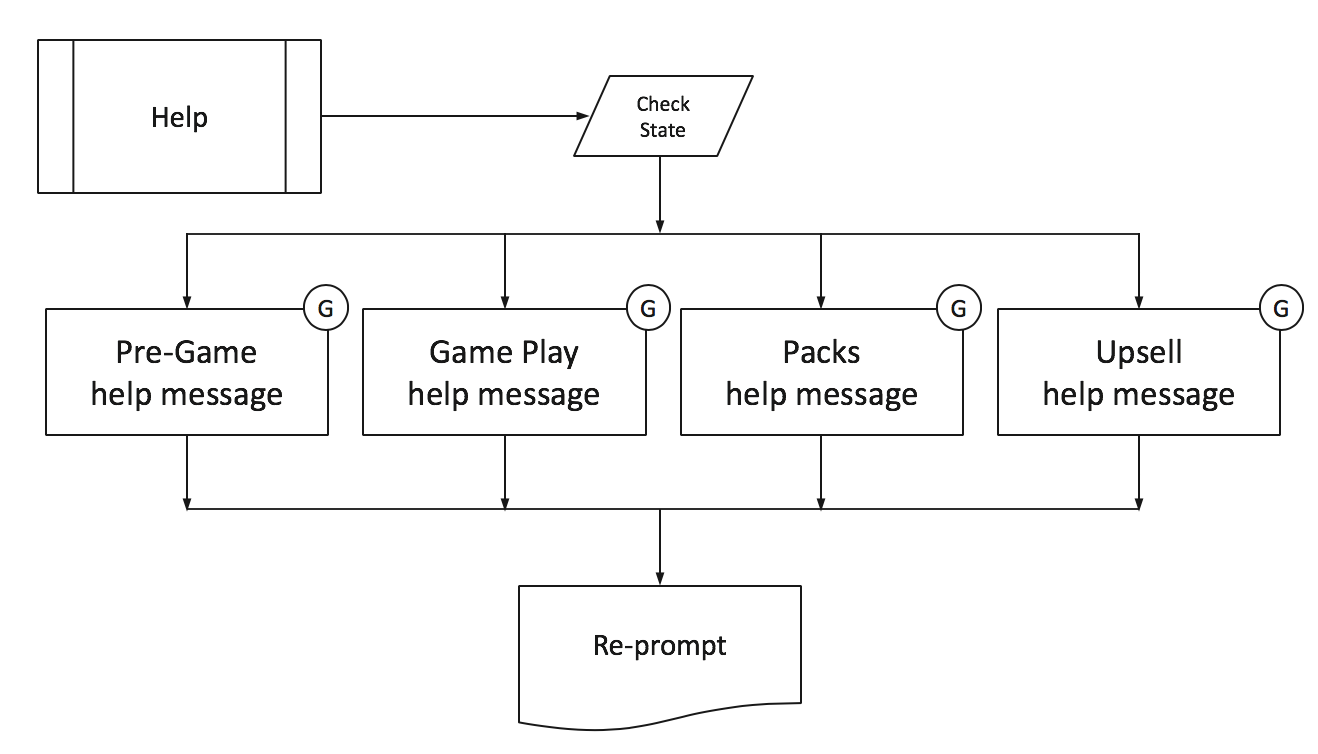 Help
Check
State
G
G
G
G
Pre-Game
help message
Game Play
help message
Packs
help message
Upsell
help message
Re-prompt